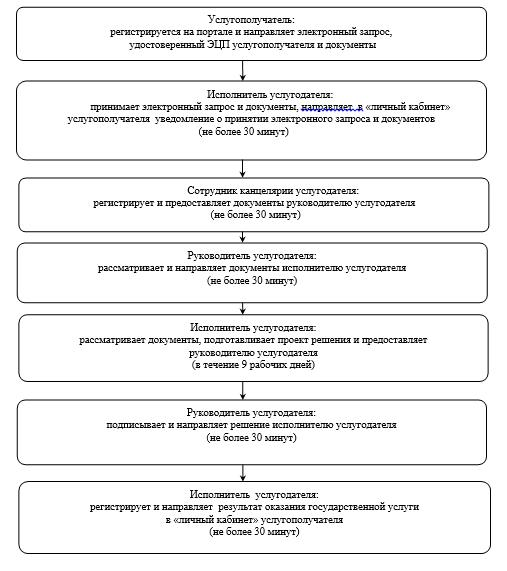 Услугополучатель:
регистрируется на портале и направляет электронный запрос,
удостоверенный ЭЦП услугополучателя и документы
Исполнитель услугодателя:
принимает электронный запрос и документы, направляет в «личный кабинет»
услугополучателя уведомление о принятии электронного запроса и документов
(не более 30 минут)
Сотрудник канцелярии услугодателя:
регистрирует и предоставляет документы руководителю услугодателя
(не более 30 минут)
Руководитель услугодателя:
рассматривает и направляет документы исполнителю услугодателя
(не более 30 минут)
Исполнитель услугодателя:
рассматривает документы, подготавливает проект решения и предоставляет
руководителю услугодателя
(в течение 9 рабочих дней)
Руководитель услугодателя:
подписывает и направляет решение исполнителю услугодателя
(не более 30 минут)
Исполнитель услугодателя:
регистрирует и направляет результат оказания государственной услуги
в «личный кабинет» услугополучателя
(не более 30 минут)